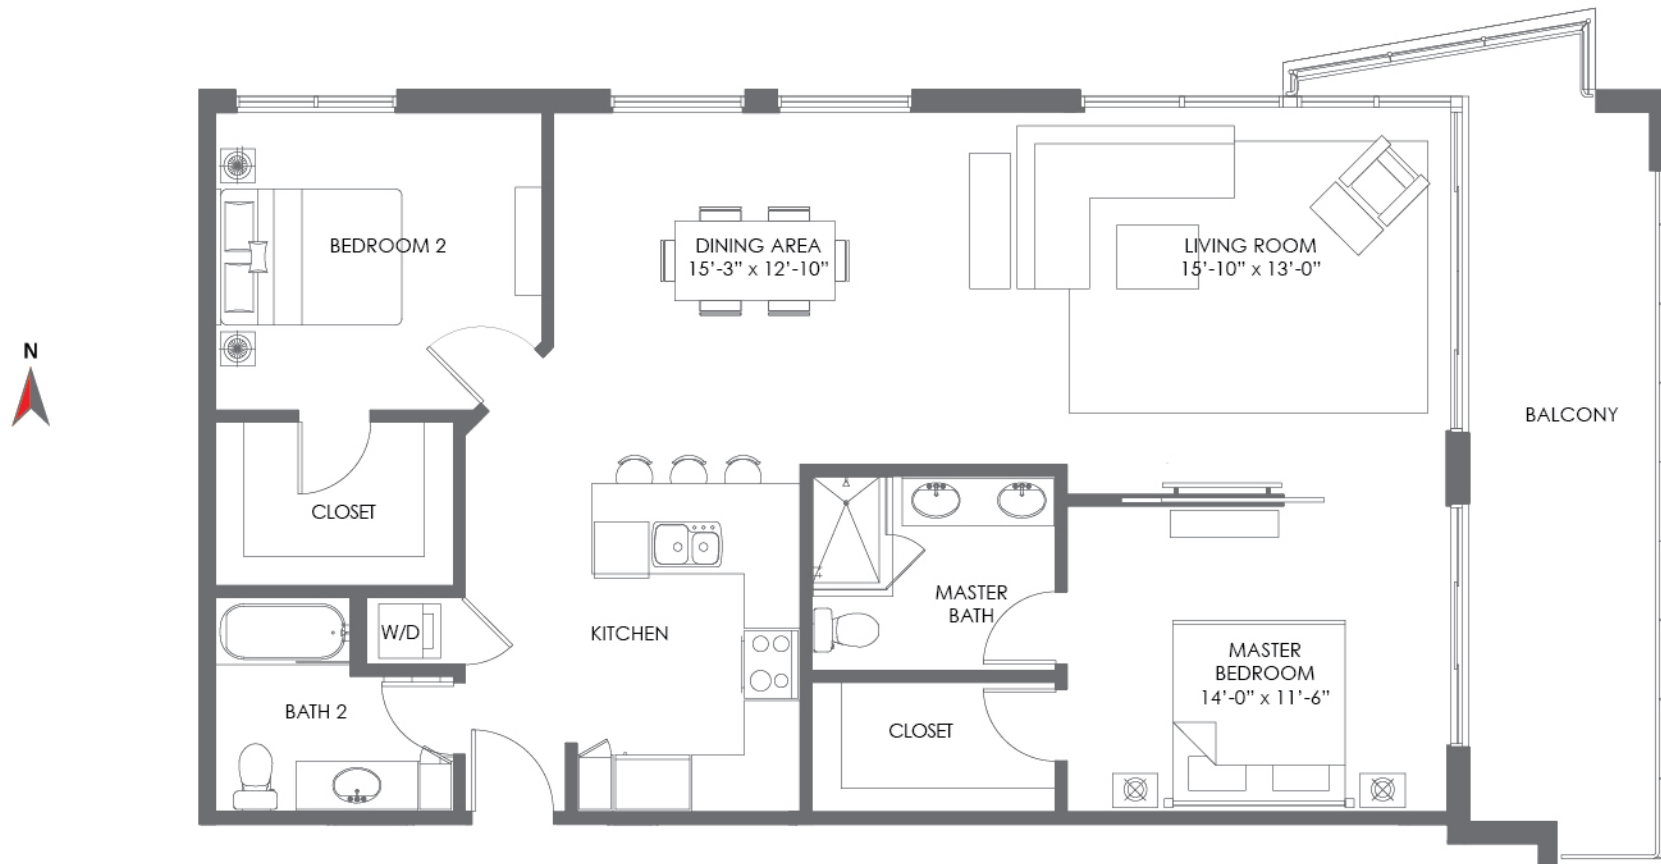 N
BEDROOM 2
DINING AREA
15'-3" x 12'-10"
LIVING ROOM
15'-10" x 13'-0"
BALCONY
CLOSET
W/D
BATH 2
KITCHEN
MASTER
BATH
CLOSET
MASTER
BEDROOM
14'-0" x 11'-6"